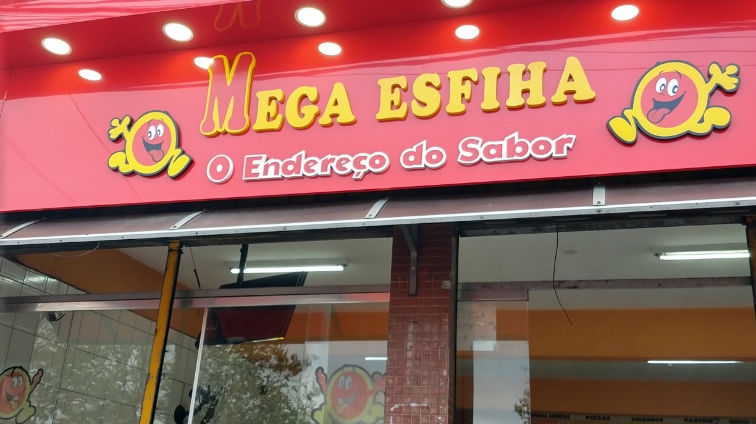 MEGA ESFIHA
O Endereço do Sabor
PIZZAS SALGADOS